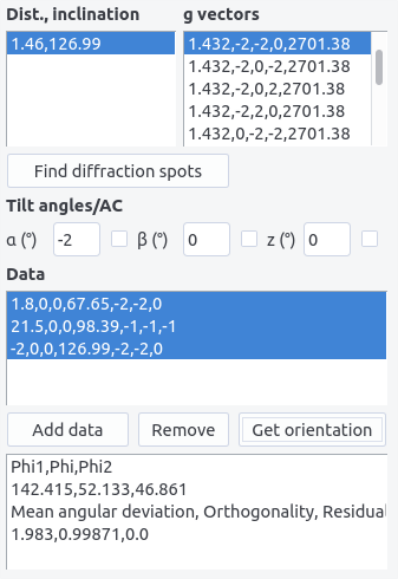 Dist., inclination
g vectors
1.46,126.99
1.432,-2,-2,0,2701.38
1.432,-2,0,-2,2701.38
1.432,-2,0,2,2701.38
1.432,-2,2,0,2701.38
1.432,0,-2,-2,2701.38
Find diffraction spots
Tilt angles/AC
α (°) -2 β (°) 0 z (°) 0
Data
1.8,0,0,67.65,-2,-2,0
21.5,0,0,98.39,-1,-1,-1
-2,0,0,126.99,-2,-2,0
Add data Remove Get orientation
Phi1,Phi,Phi2
142.415,52.133,46.861
Mean angular deviation, Orthogonality, Residual
1.983,0.99871,0.0